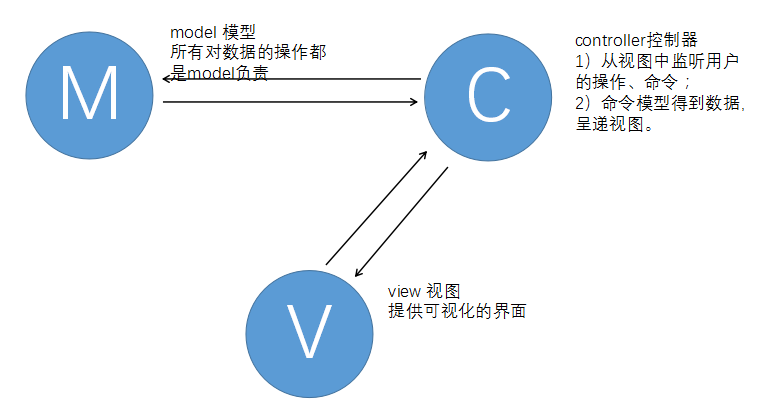 model 模型
所有对数据的操作都
是model负责
M
C
controller控制器
1）从视图中监听用户
的操作、命令；
2）命令模型得到数据，
呈递视图。
V
view 视图
提供可视化的界面